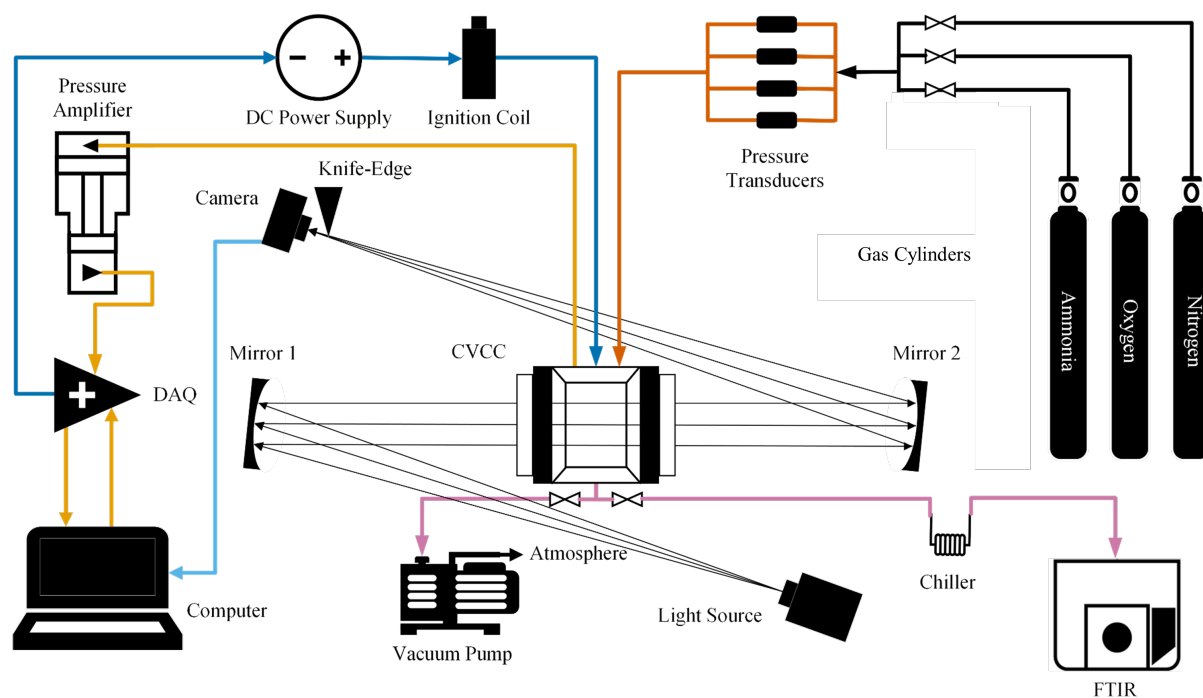 Pressure
Amplifier
DC Power Supply
Ignition Coil
Knife-Edge
Camera
Pressure
Transducers
Gas Cylinders
Ammonia
Oxygen
Nitrogen
Mirror 1
CVCC
Mirror 2
DAQ
Atmosphere
Chiller
Computer
Light Source
Vacuum Pump
FTIR